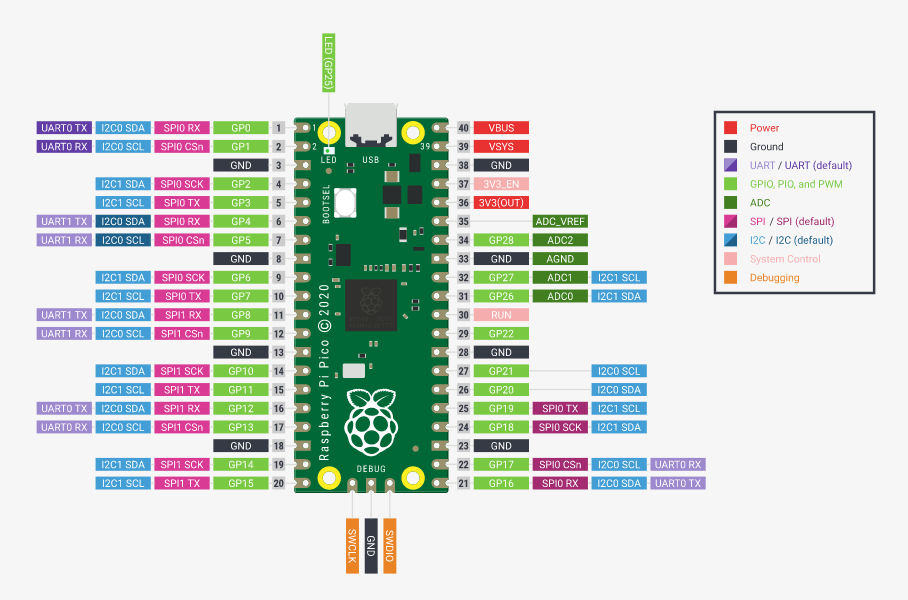 LED (GP25)
UART0 TX I2C0 SDA SPI0 RX GP0 1 1 40 VBUS
UART0 RX I2C0 SCL SPI0 CSn GP1 2 2 39 39 VSYS
LED USB
GND 3 38 GND
I2C1 SDA SPI0 SCK GP2 4 37 3V3_EN
I2C1 SCL SPI0 TX GP3 5 36 3V3(OUT)
BOOTSEL
UART1 TX I2C0 SDA SPI0 RX GP4 6 35 ADC_VREF
UART1 RX I2C0 SCL SPI0 CSn GP5 7 34 GP28 ADC2
GND 8 33 GND AGND
I2C1 SDA SPI0 SCK GP6 9 32 GP27 ADC1 I2C1 SCL
I2C1 SCL SPI0 TX GP7 10 31 GP26 ADC0 I2C1 SDA
UART1 TX I2C0 SDA SPI1 RX GP8 11 30 RUN
UART1 RX I2C0 SCL SPI1 CSn GP9 12 29 GP22
GND 13 28 GND
I2C1 SDA SPI1 SCK GP10 14 27 GP21 I2C0 SCL
I2C1 SCL SPI1 TX GP11 15 26 GP20 I2C0 SDA
UART0 TX I2C0 SDA SPI1 RX GP12 16 25 GP19 SPI0 TX I2C1 SCL
UART0 RX I2C0 SCL SPI1 CSn GP13 17 24 GP18 SPI0 SCK I2C1 SDA
GND 18 23 GND
I2C1 SDA SPI1 SCK GP14 19 22 GP17 SPI0 CSn I2C0 SCL UART0 RX
I2C1 SCL SPI1 TX GP15 20 21 GP16 SPI0 RX I2C0 SDA UART0 TX
Raspberry Pi Pico ©2020
DEBUG
SWCLK
GND
SWDIO
Power
Ground
UART / UART (default)
GPIO, PIO, and PWM
ADC
SPI / SPI (default)
I2C / I2C (default)
System Control
Debugging